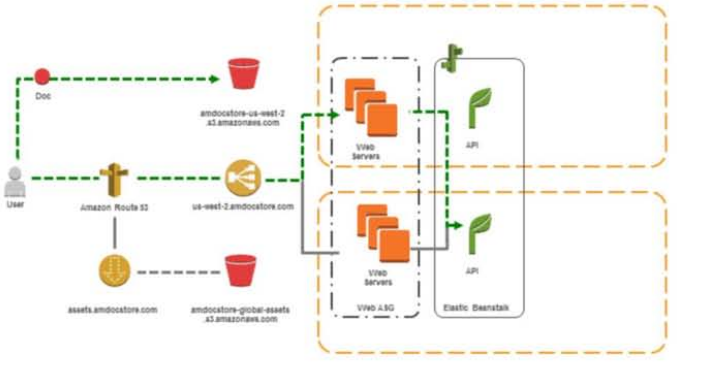 Doc
amdocstore-us-west-2
.s3.amazonaws.com
Web
Servers
API
User
Amazon Route 53
us-west-2.amdocstore.com
Web
Servers
API
assets.amdocstore.com
amdocstore-global-assets
.s3.amazonaws.com
Web ASG
Elastic Beanstalk